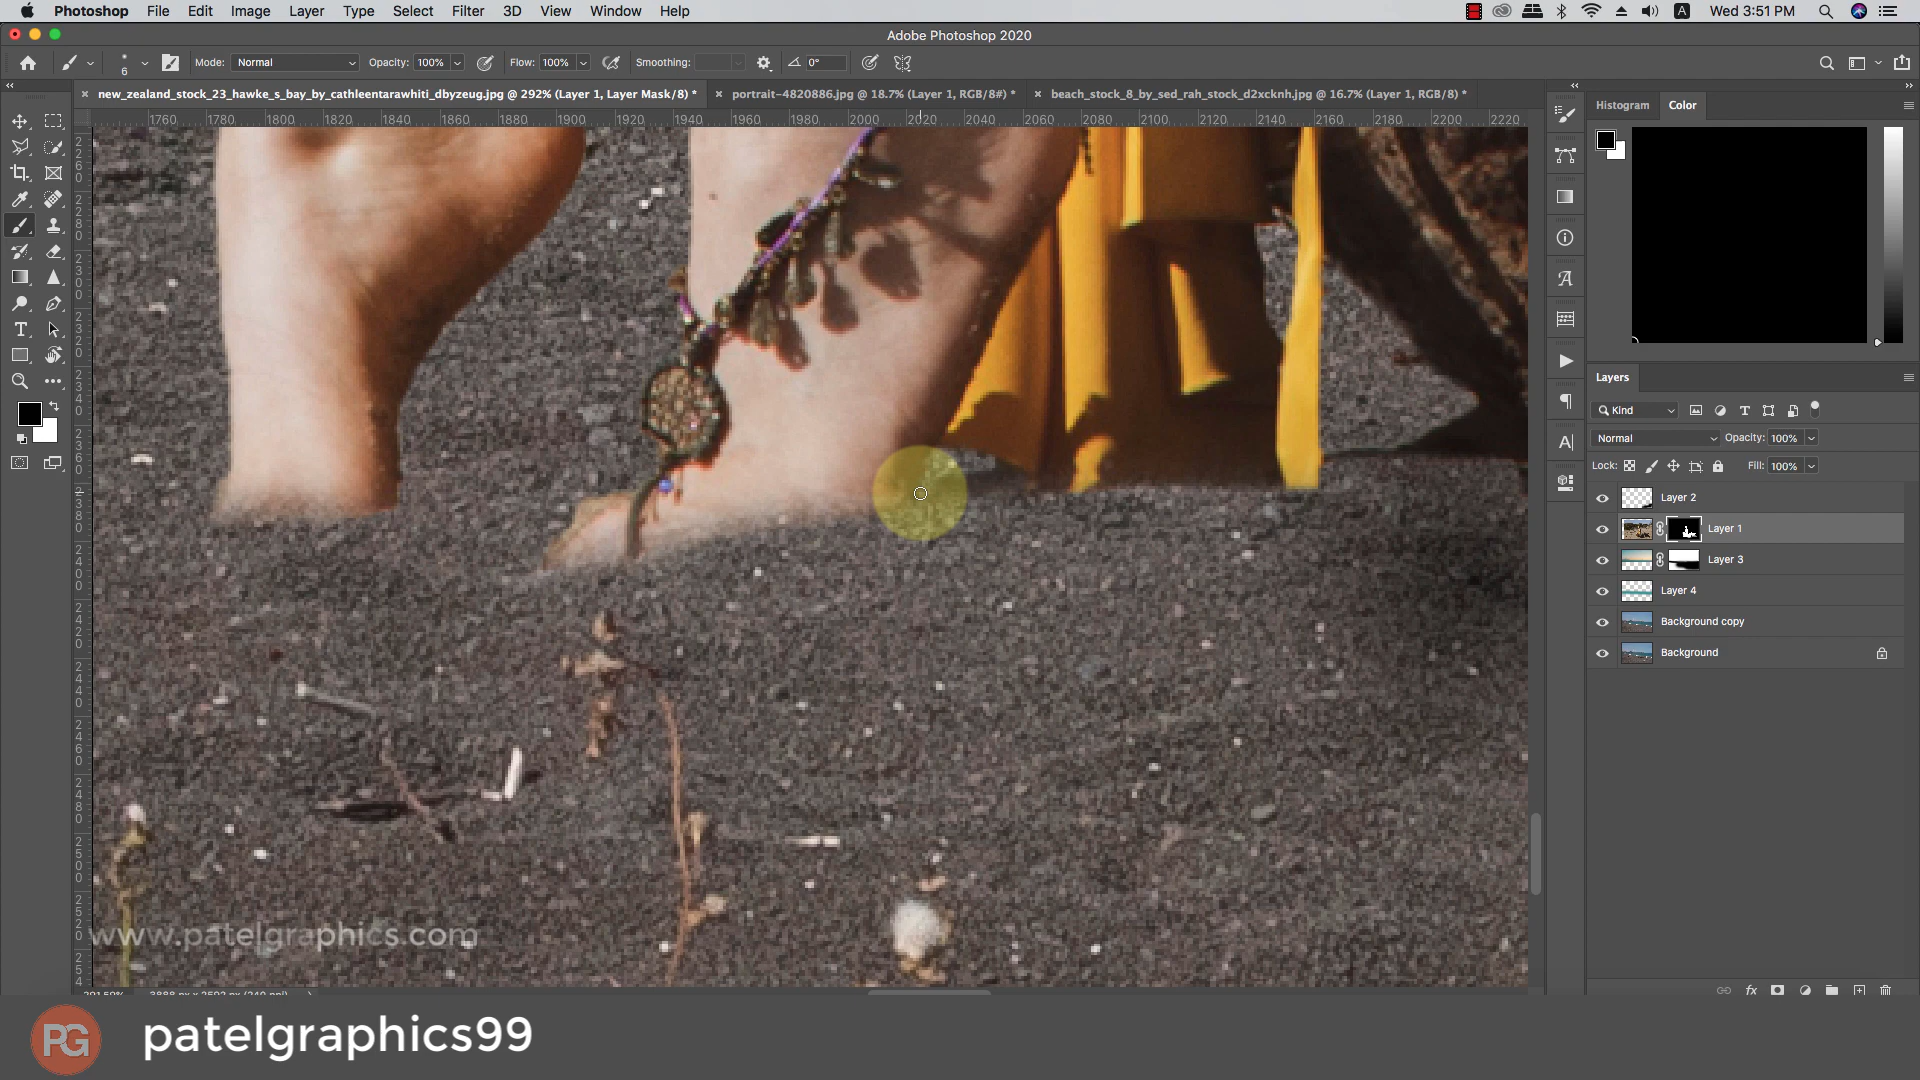 Photoshop File Edit Image Layer Type Select Filter 3D View Window Help A Wed 3:51 PM
Adobe Photoshop 2020
6 Mode: Normal Opacity: 100% Flow: 100% Smoothing: 0°
new_zealand_stock_23_hawke_s_bay_by_cathleentarawhiti_dbyzeug.jpg @ 292% (Layer 1, Layer Mask/8) * portrait-4820886.jpg @ 18.7% (Layer 1, RGB/8#) * beach_stock_8_by_sed_rah_stock_d2xcknh.jpg @ 16.7% (Layer 1, RGB/8) *
1760 1780 1800 1820 1840 1860 1880 1900 1920 1940 1960 1980 2000 2020 2040 2060 2080 2100 2120 2140 2160 2180 2200 2220
Histogram Color
Layers
Kind
Normal Opacity: 100%
Lock: Fill: 100%
Layer 2
Layer 1
Layer 3
Layer 4
Background copy
Background
www.patelgraphics.com
PG patelgraphics99